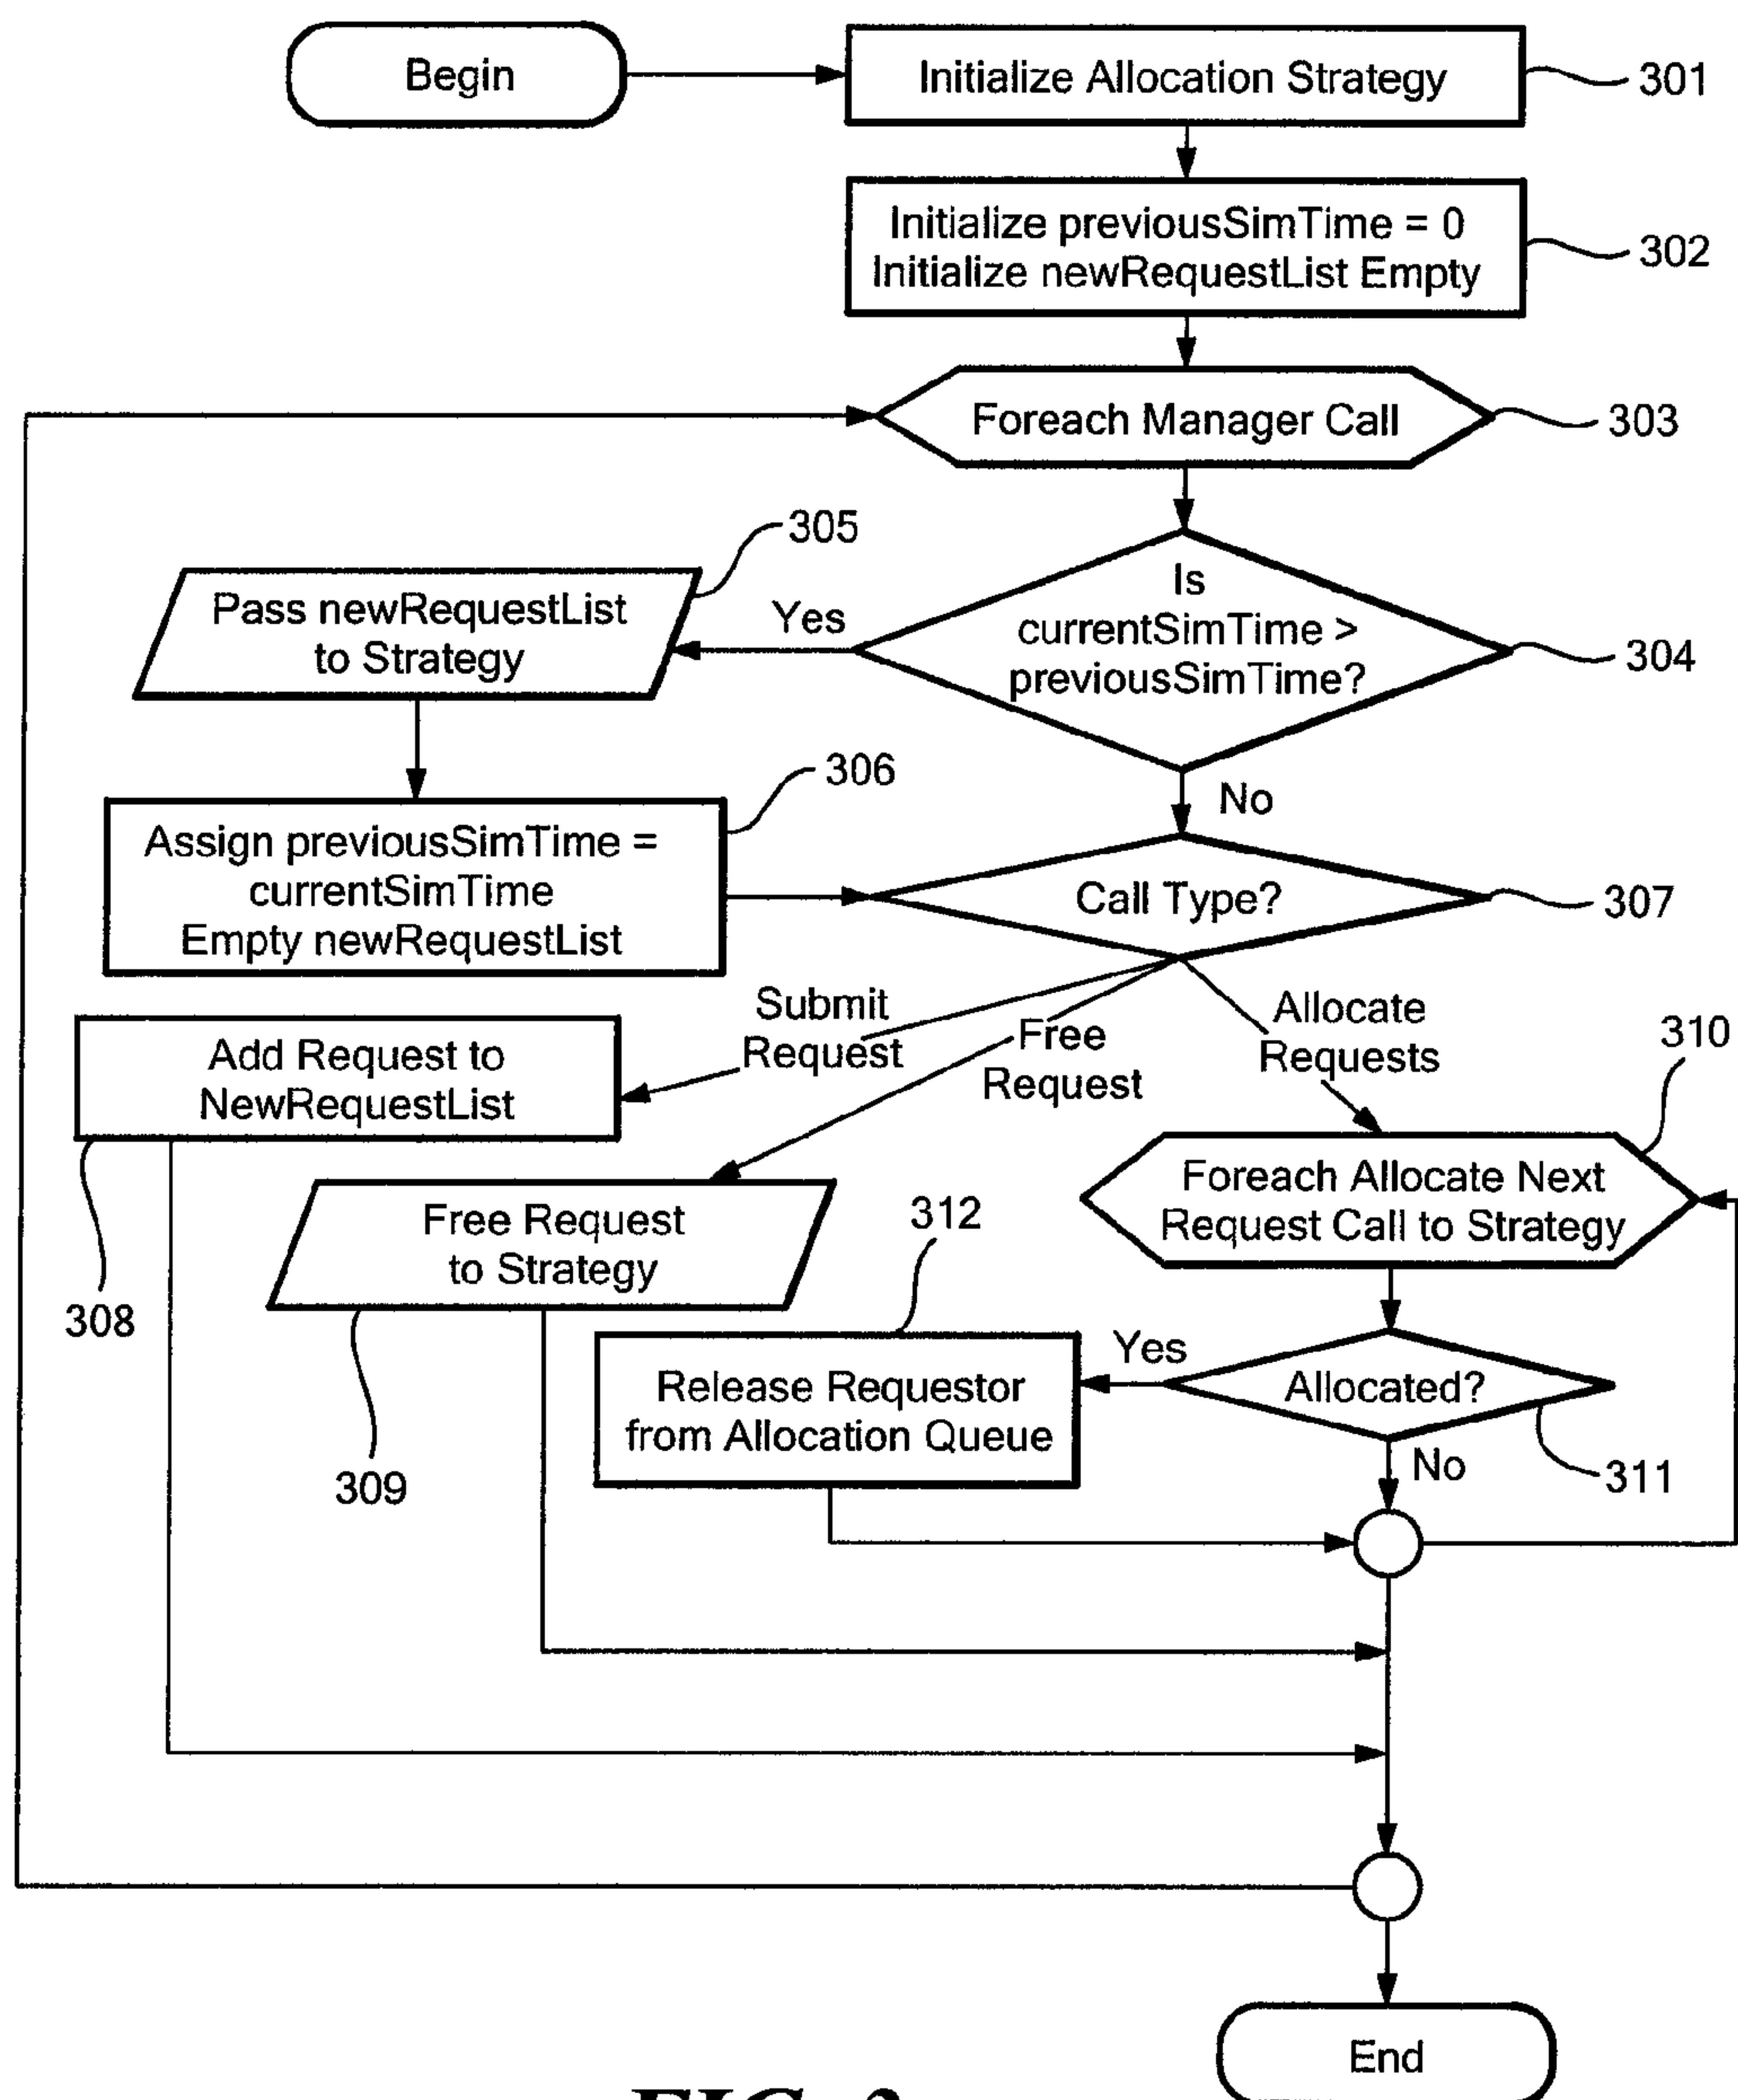 Begin
Initialize Allocation Strategy
301
Initialize previousSimTime = 0
Initialize newRequestList Empty
302
Foreach Manager Call
303
305
Pass newRequestList
to Strategy
Yes
Is
currentSimTime >
previousSimTime?
304
306
No
Assign previousSimTime =
currentSimTime
Empty newRequestList
Call Type?
307
Submit
Request
Free
Request
Allocate
Requests
310
Add Request to
NewRequestList
308
Foreach Allocate Next
Request Call to Strategy
Free Request
to Strategy
309
312
Yes
Allocated?
Release Requestor
from Allocation Queue
No
311
End